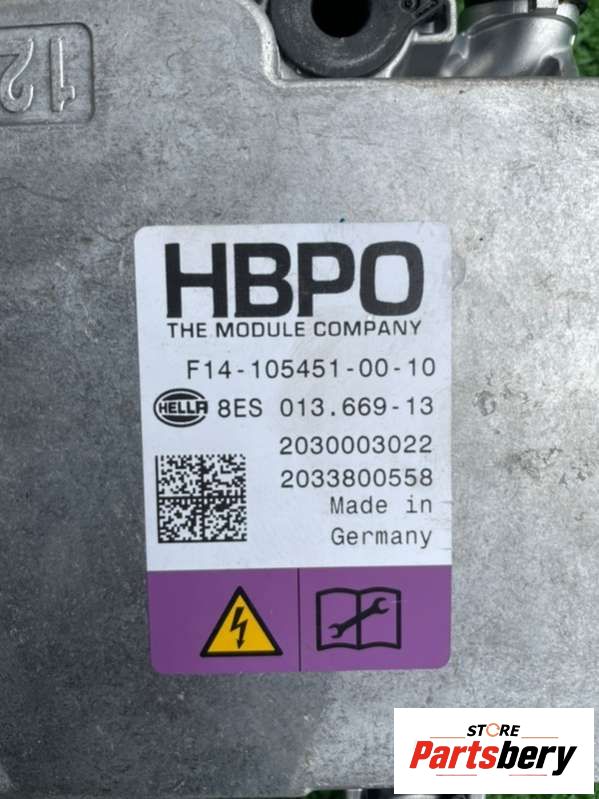 12
HBPO
THE MODULE COMPANY
F14-105451-00-10
HELLA 8ES 013.669-13
2030003022
2033800558
Made in
Germany
STORE
Partsbery